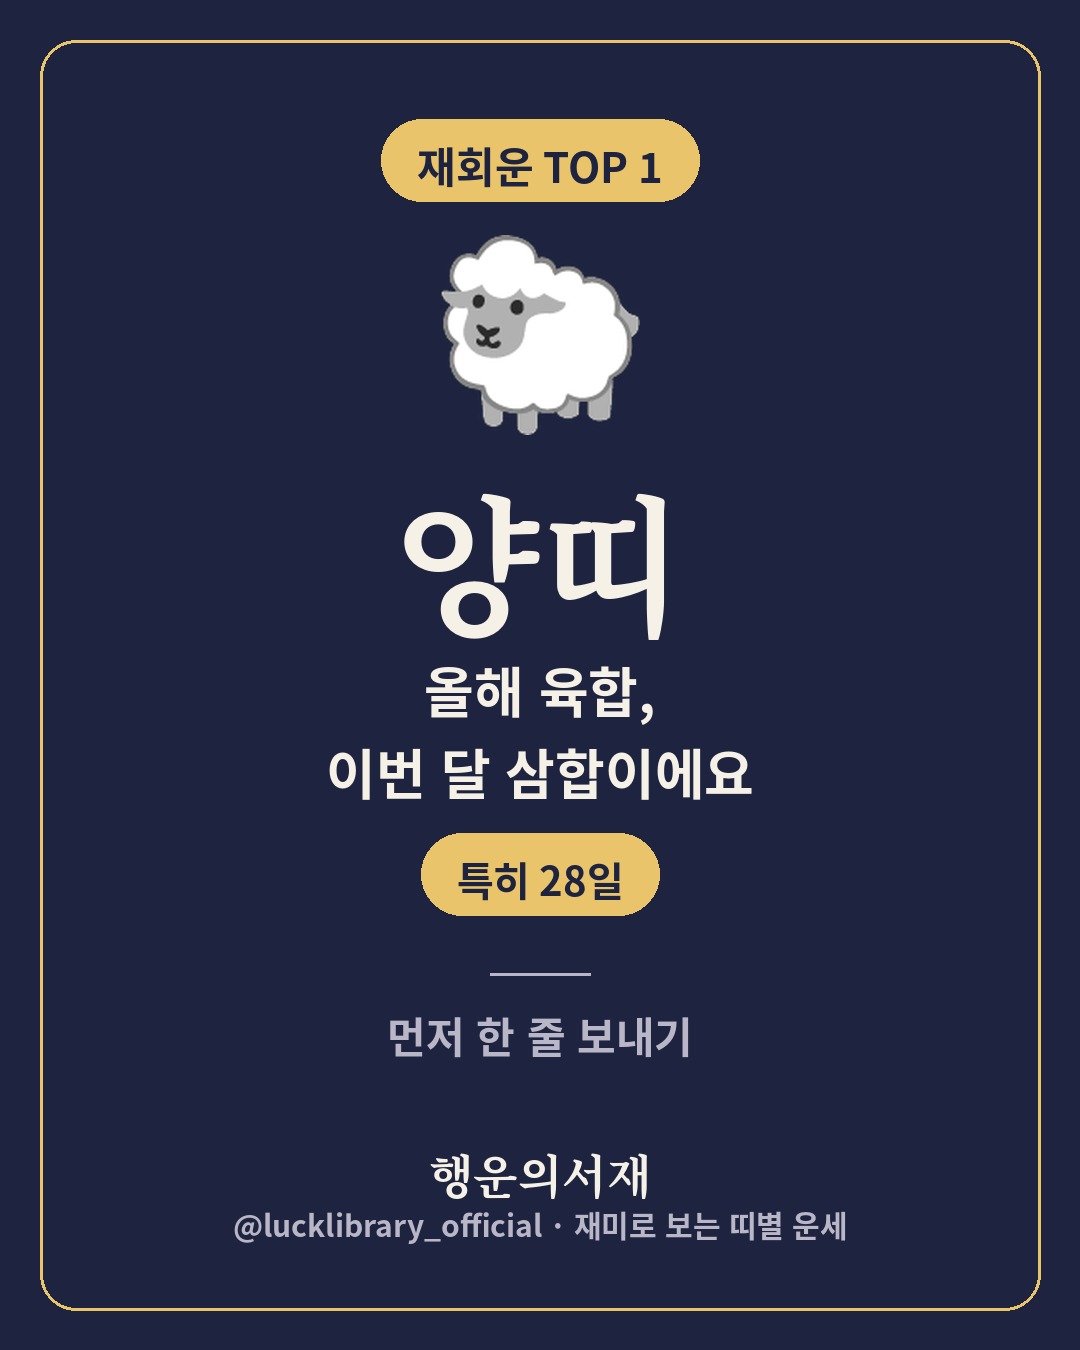 재회운 TOP 1
양띠
올해 육합,
이번 달 삼합이에요
특히 28일
먼저 한 줄 보내기
행운의서재
@lucklibrary_official · 재미로 보는 띠별 운세